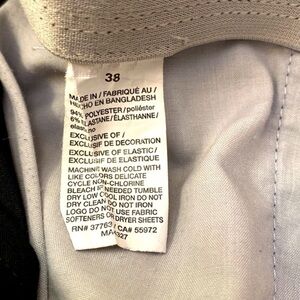 38
MADE IN / FABRIQUÉ AU /
HECHO EN BANGLADESH
94% POLYESTER/poliéster
6% ELASTANE/ÉLASTHANNE/
elastano
EXCLUSIVE OF /
EXCLUSIF DE DECORATION
EXCLUSIVE OF ELASTIC/
EXCLUSIF DE ELASTIQUE
MACHINE WASH COLD WITH
LIKE COLORS DELICATE
CYCLE NON-CHLORINE
BLEACH IF NEEDED TUMBLE
DRY LOW COOL IRON DO NOT
DRY CLEAN DO NOT IRON
LOGO DO NOT USE FABRIC
SOFTENERS OR DRYER SHEETS
RN# 37763 / CA# 55972